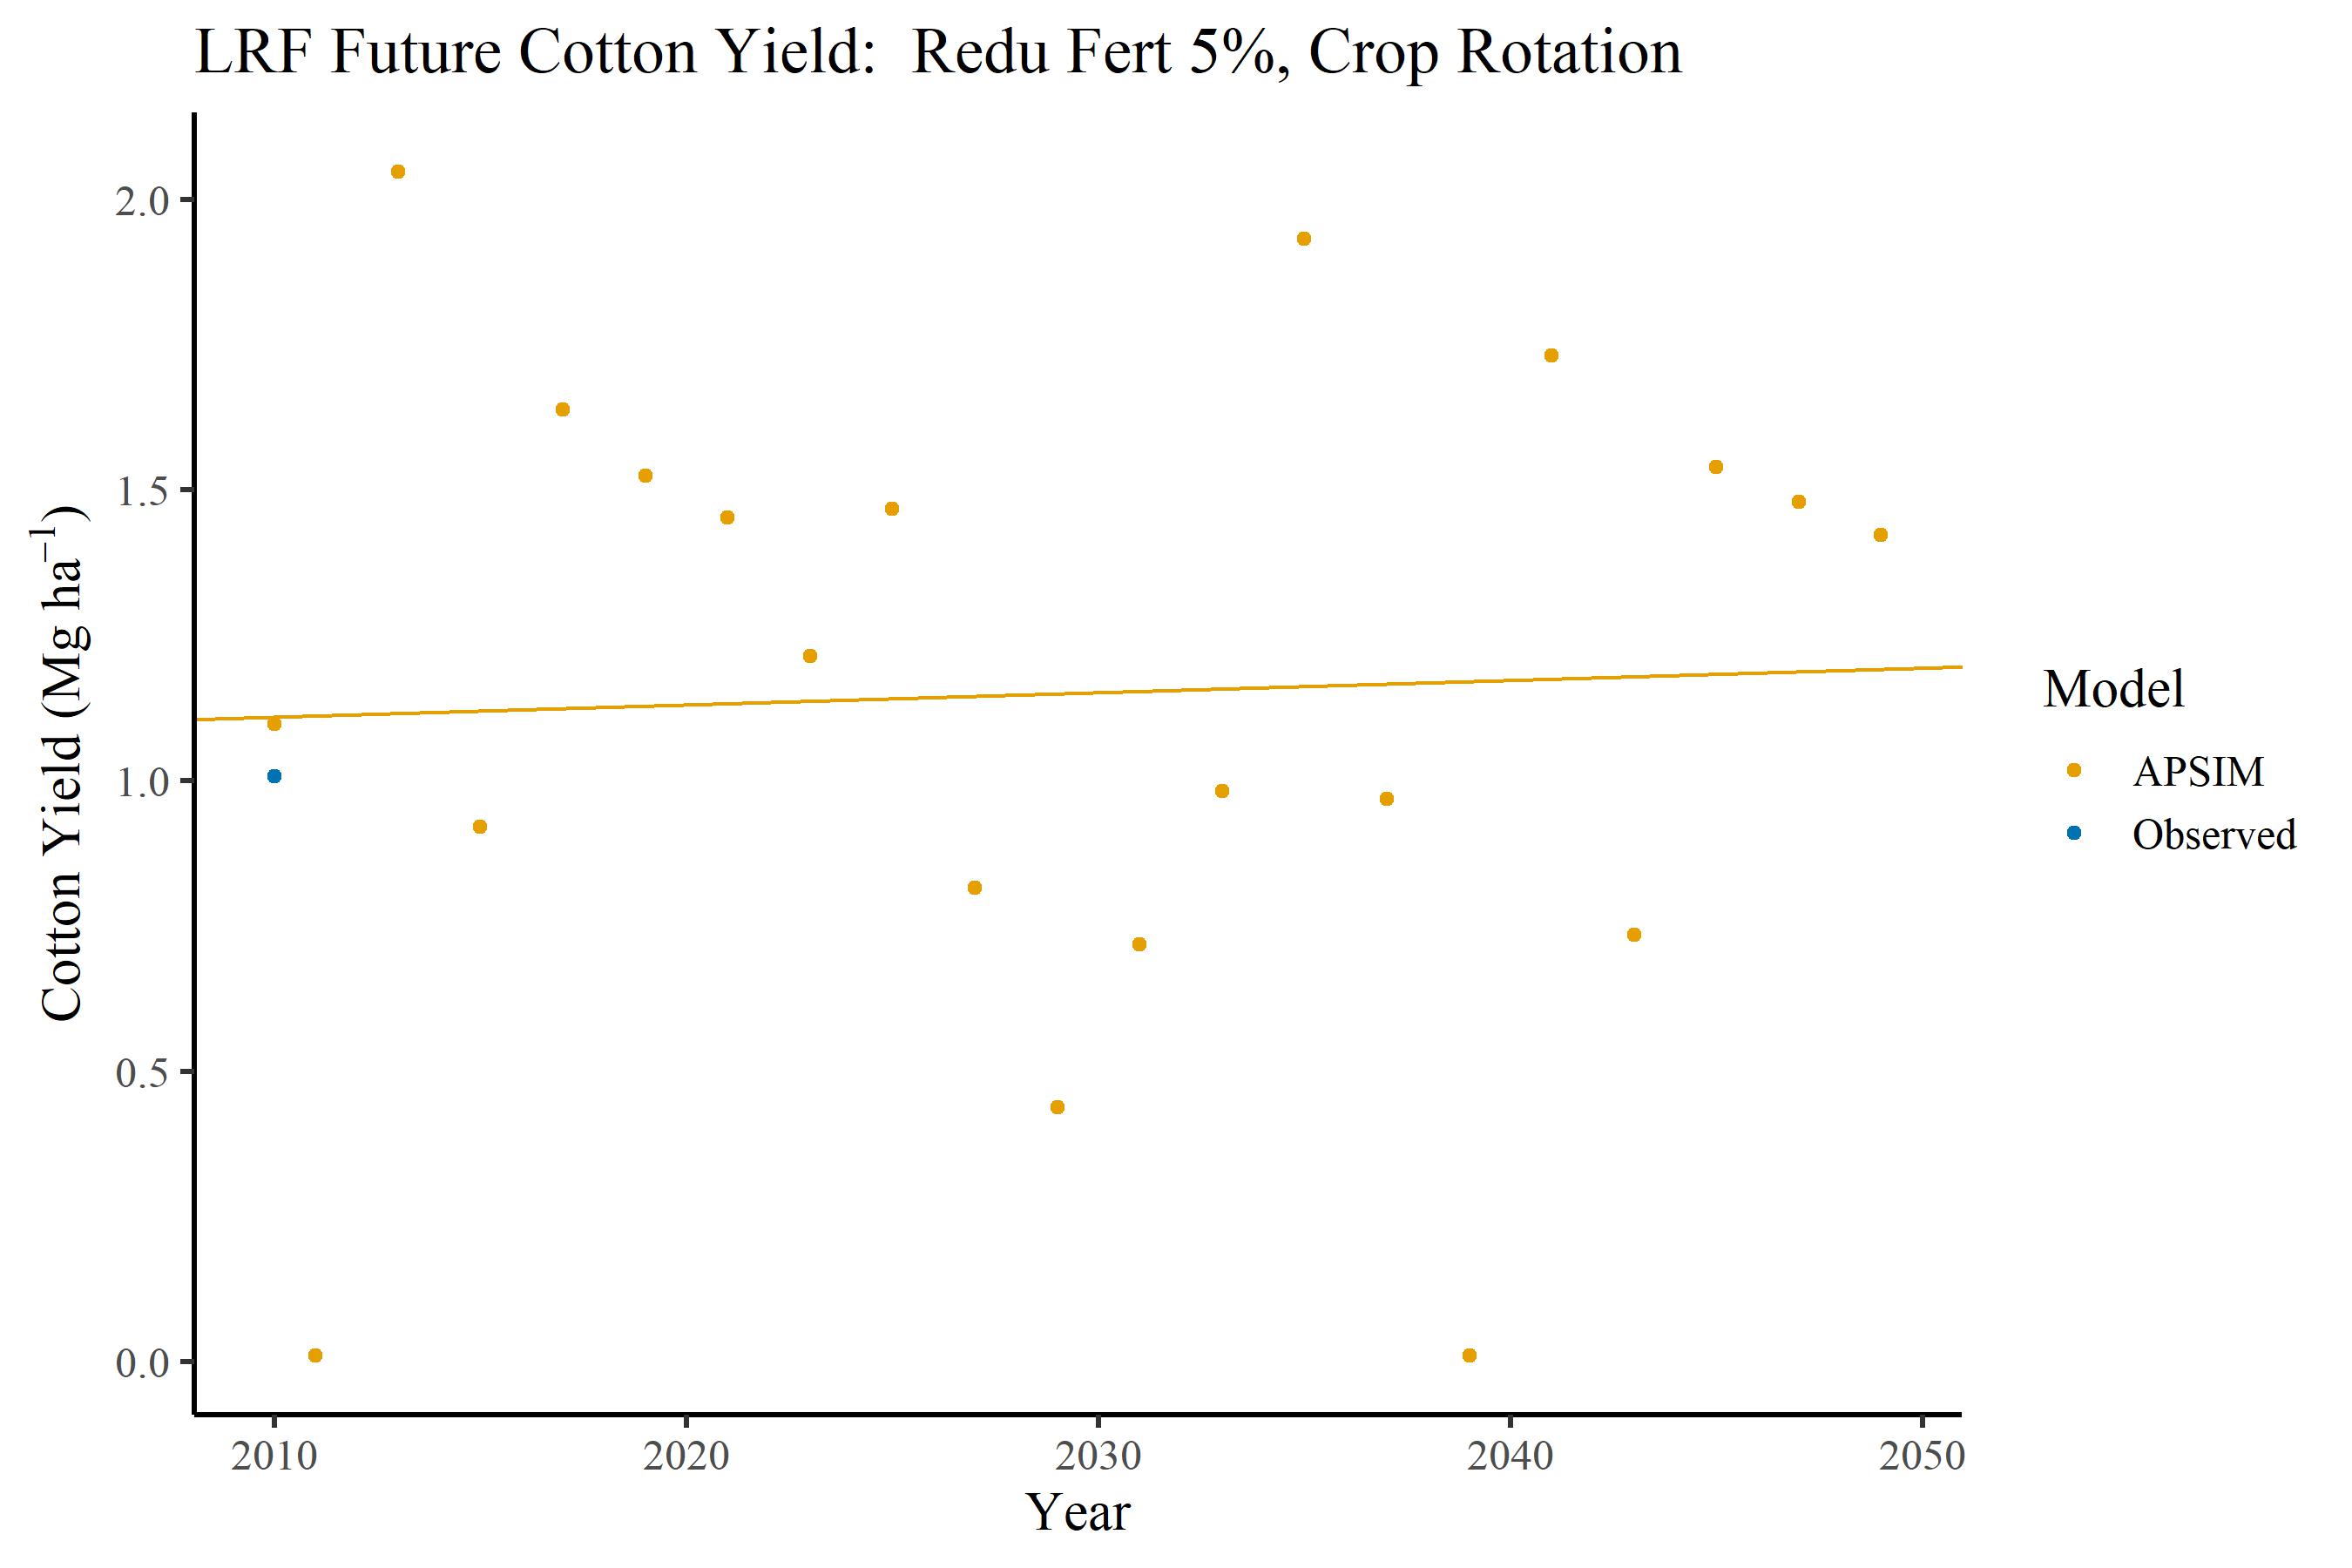 LRF Future Cotton Yield:  Redu Fert 5%, Crop Rotation
Cotton Yield (Mg ha⁻¹)
2.0
1.5
1.0
0.5
0.0
2010 2020 2030 2040 2050
Year
Model
APSIM
Observed